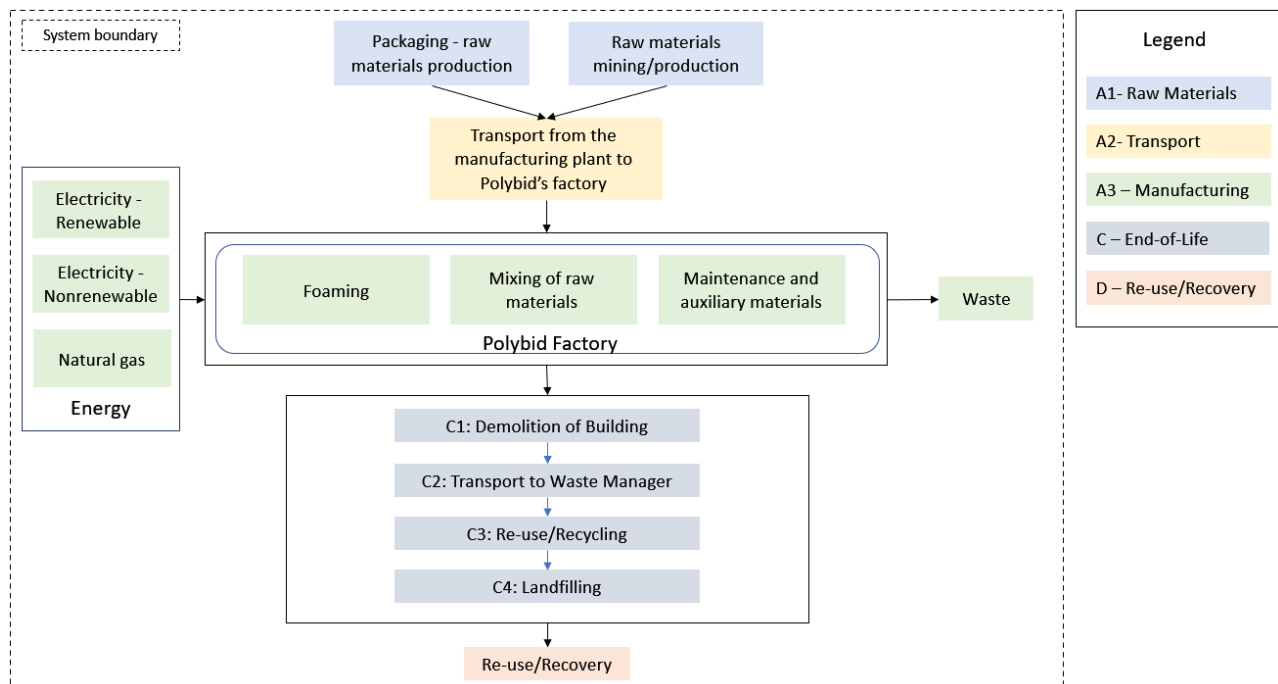 System boundary
Packaging - raw
materials production
Raw materials
mining/production
Transport from the
manufacturing plant to
Polybid's factory
Electricity -
Renewable
Electricity -
Nonrenewable
Natural gas
Energy
Foaming
Mixing of raw
materials
Maintenance and
auxiliary materials
Polybid Factory
Waste
C1: Demolition of Building
C2: Transport to Waste Manager
C3: Re-use/Recycling
C4: Landfilling
Re-use/Recovery
Legend
A1- Raw Materials
A2- Transport
A3 – Manufacturing
C – End-of-Life
D – Re-use/Recovery